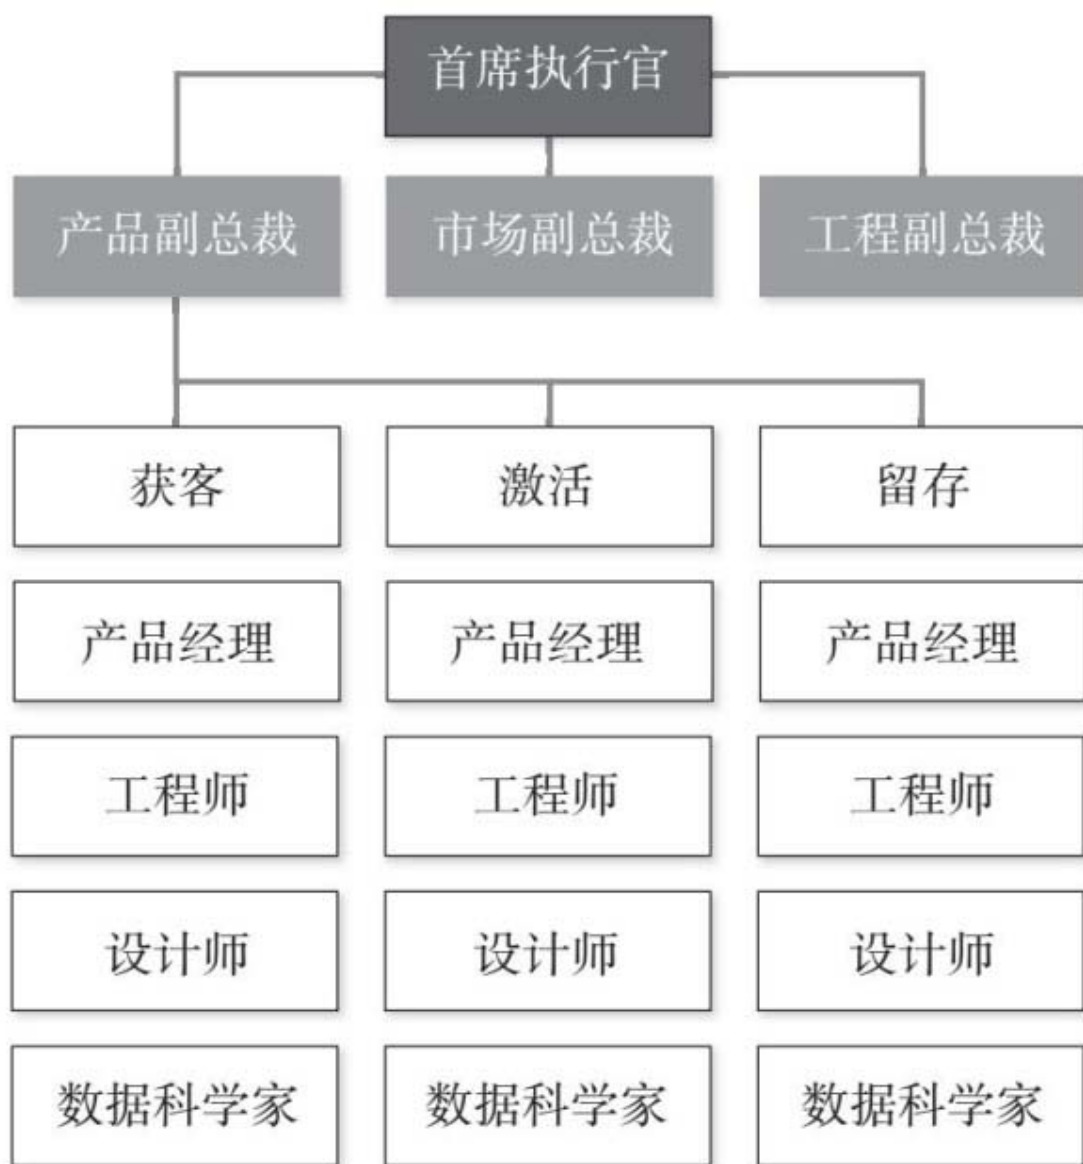 首席执行官
产品副总裁
市场副总裁
工程副总裁
获客
激活
留存
产品经理
产品经理
产品经理
工程师
工程师
工程师
设计师
设计师
设计师
数据科学家
数据科学家
数据科学家